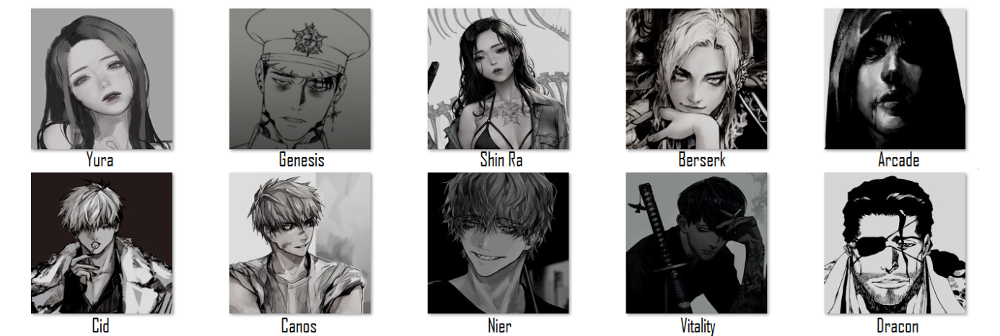 Yura
Genesis
Shin Ra
Berserk
Arcade
Cid
Canos
Nier
Vitality
Dracon